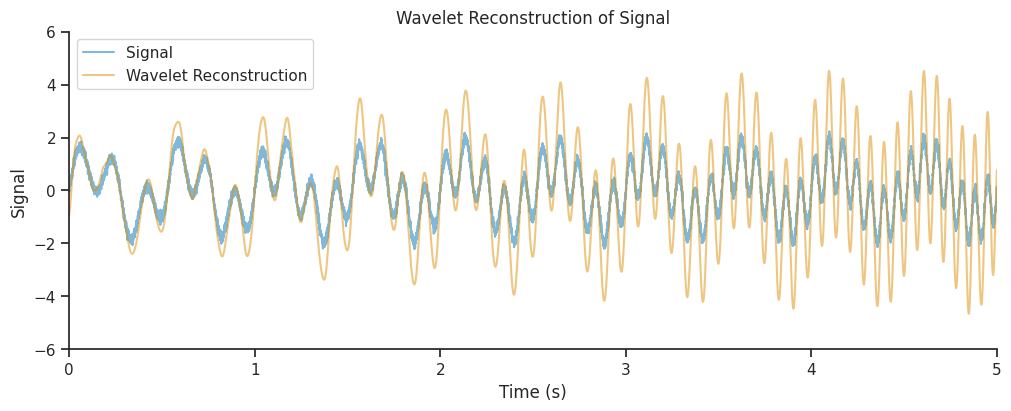 Wavelet Reconstruction of Signal
Signal
Wavelet Reconstruction
6
4
2
0
−2
−4
−6
Signal
0 1 2 3 4 5
Time (s)